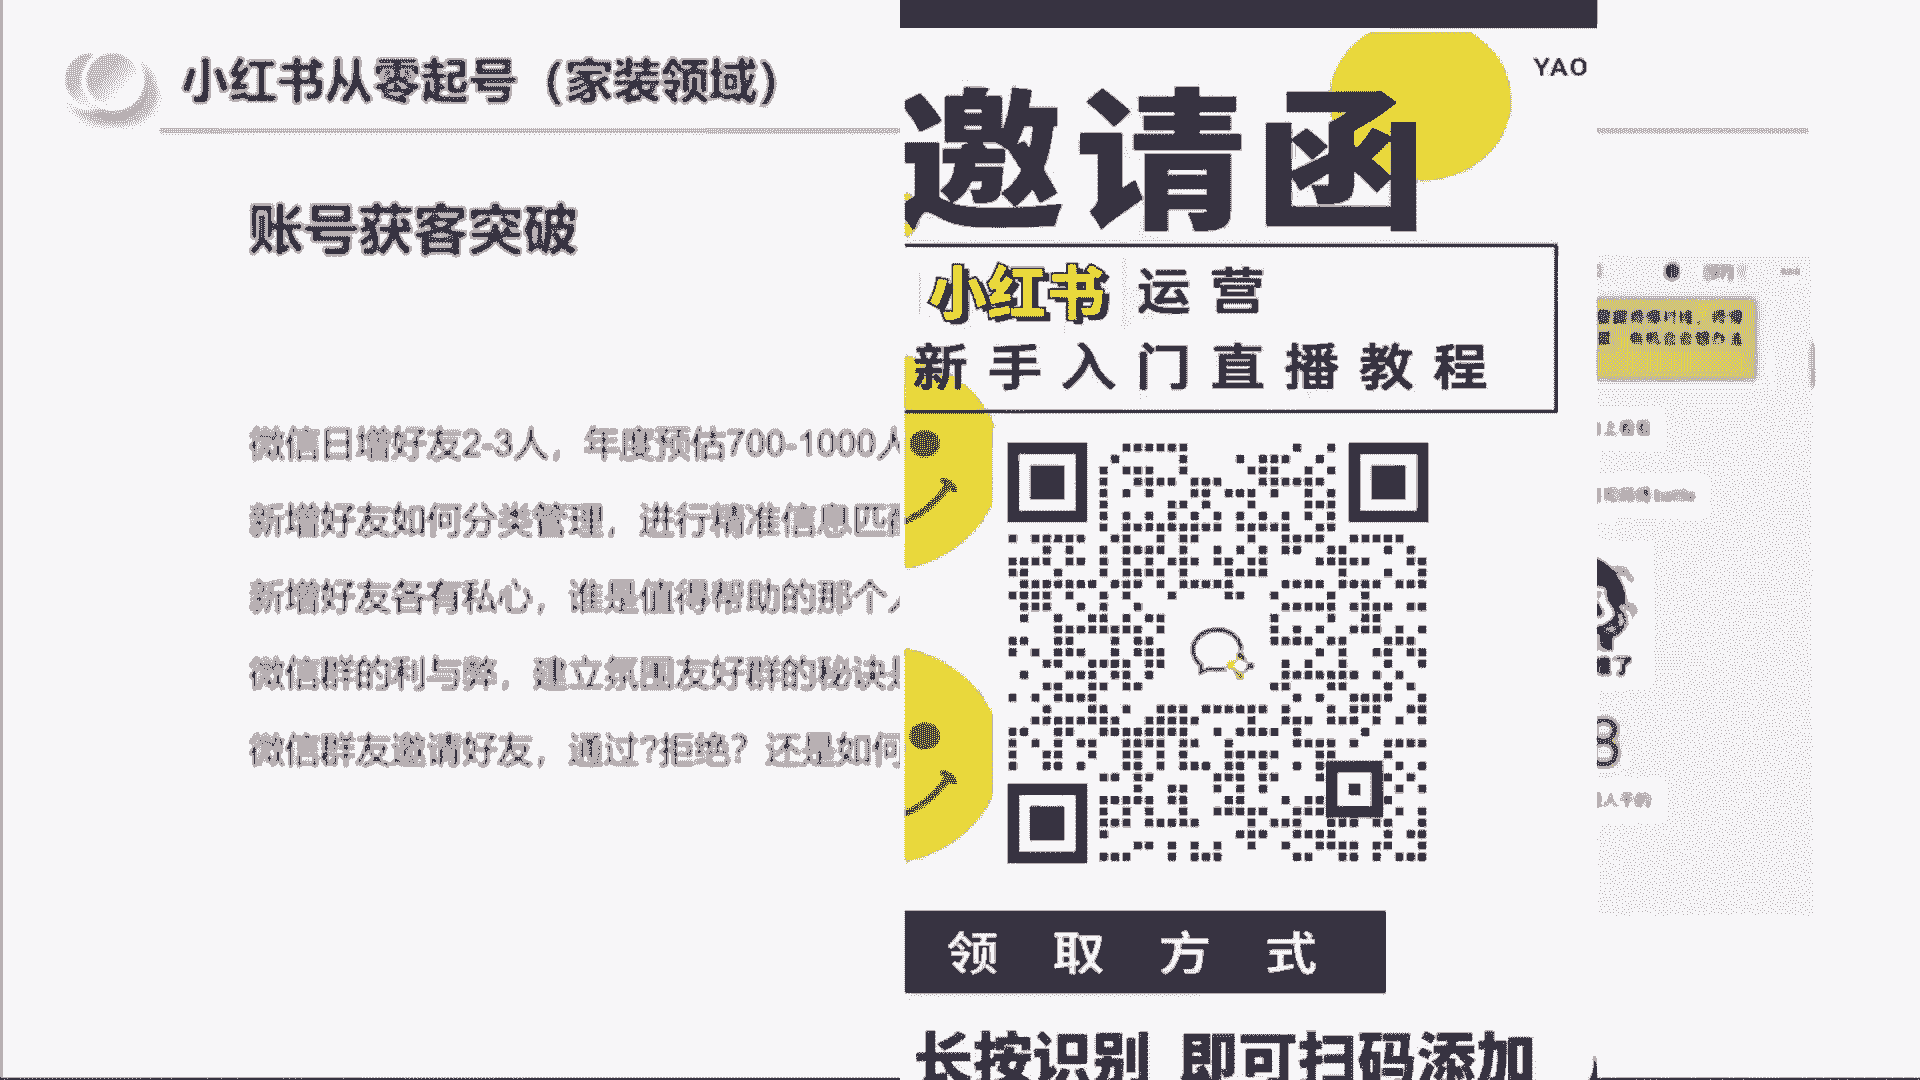 小红书从零起号（家装领域）
账号获客突破
微信日增好友2-3人，年度预估700-1000人
新增好友如何分类管理，进行精准信息匹配
新增好友各有私心，谁是值得帮助的那个人
微信群的利与弊，建立氛围友好群的秘诀是
微信群友邀请好友，通过?拒绝？还是如何
YAO
邀请函
小红书 运营
新手入门直播教程
领取方式
长按识别 即可扫码添加